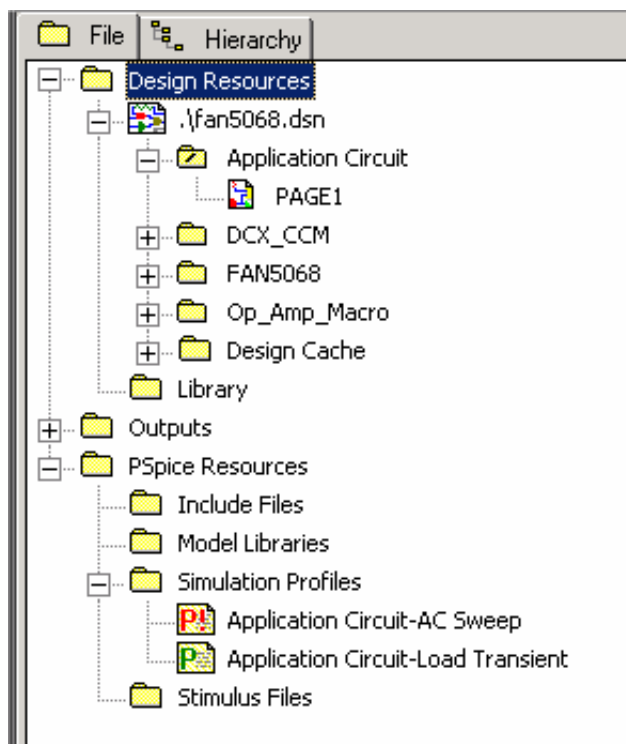 File Hierarchy
Design Resources
.\fan5068.dsn
Application Circuit
PAGE1
DCX_CCM
FAN5068
Op_Amp_Macro
Design Cache
Library
Outputs
PSpice Resources
Include Files
Model Libraries
Simulation Profiles
Application Circuit-AC Sweep
Application Circuit-Load Transient
Stimulus Files